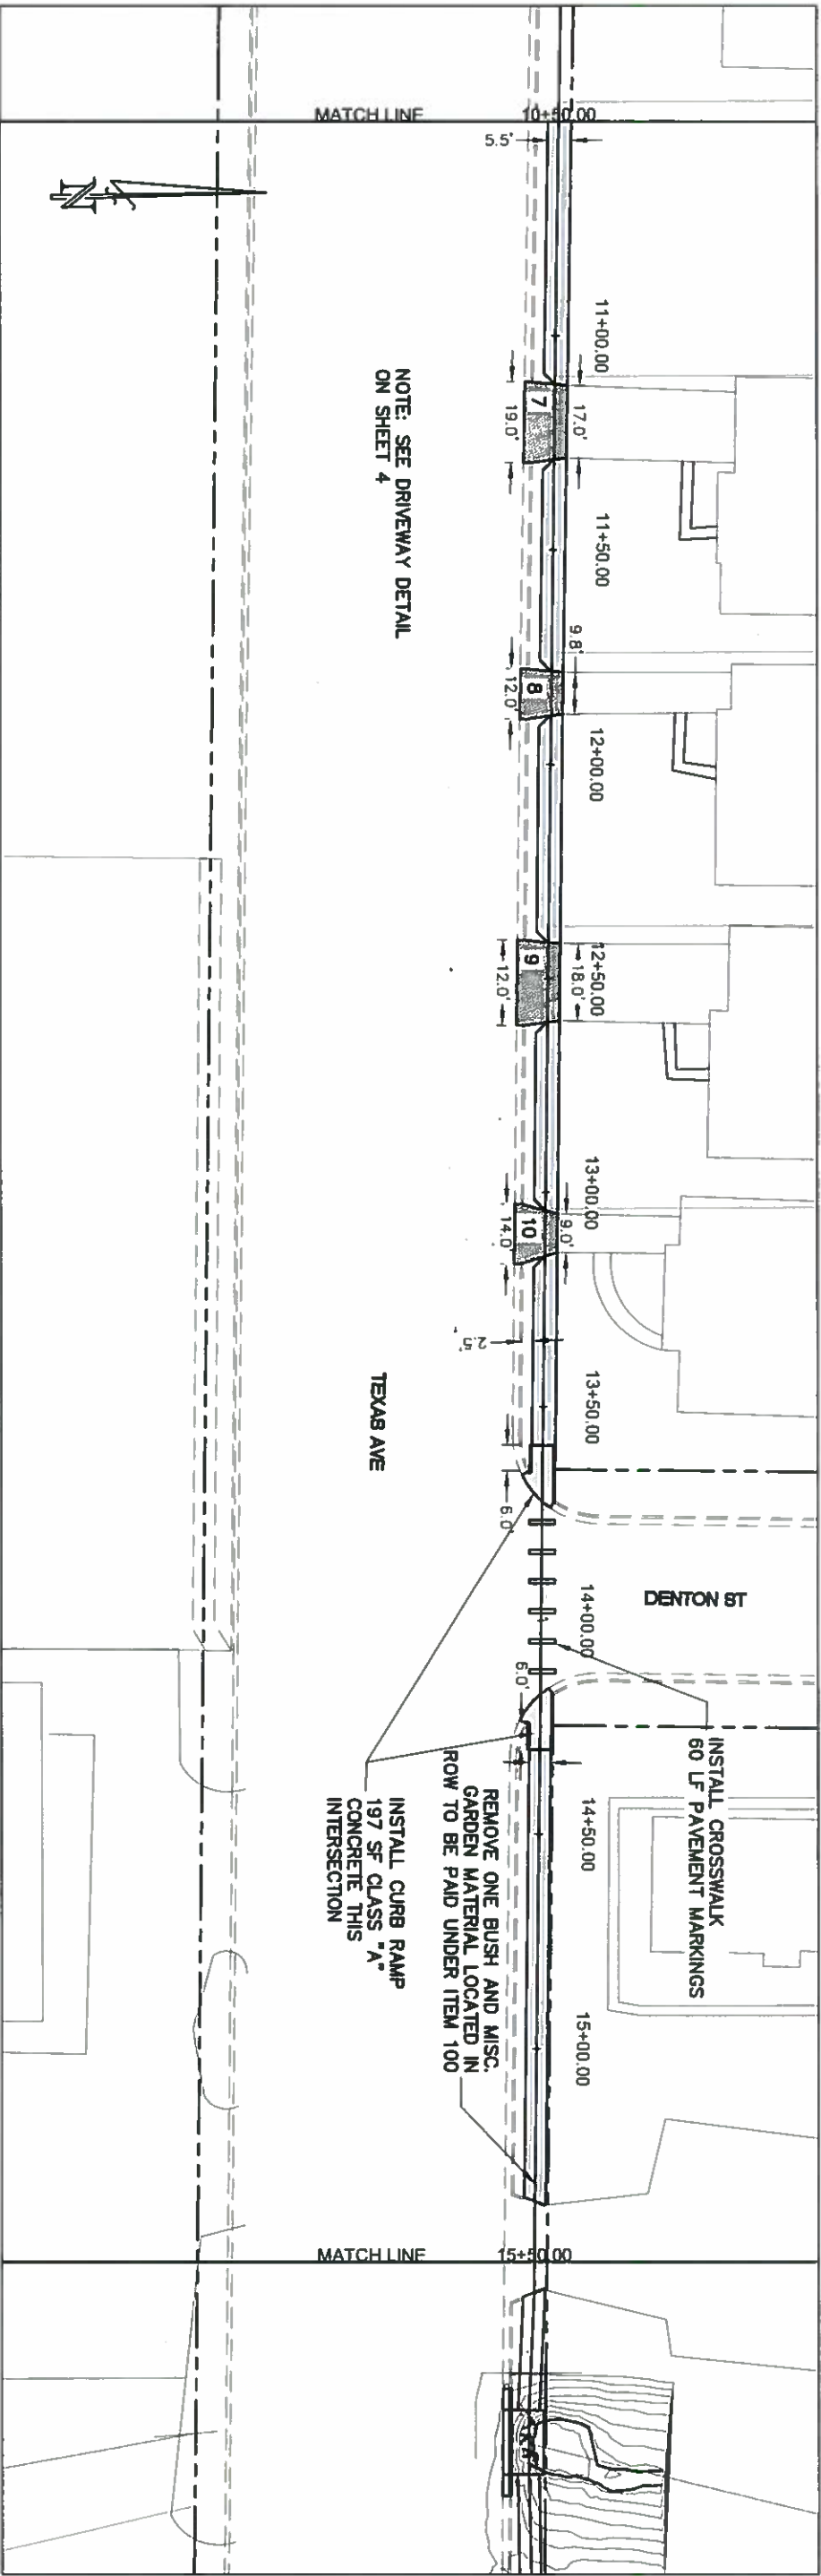 MATCH LINE
10+50.00
5.5'
N
11+00.00
17.0'
7
19.0'
NOTE: SEE DRIVEWAY DETAIL
ON SHEET 4
11+50.00
9.8'
8
12.0'
12+00.00
12+50.00
18.0'
9
12.0'
13+00.00
9.0'
10
14.0'
2.5'
13+50.00
TEXAS AVE
6.0'
DENTON ST
14+00.00
6.0'
INSTALL CROSSWALK
60 LF PAVEMENT MARKINGS
14+50.00
REMOVE ONE BUSH AND MISC.
GARDEN MATERIAL LOCATED IN
ROW TO BE PAID UNDER ITEM 100
INSTALL CURB RAMP
197 SF CLASS "A"
CONCRETE THIS
INTERSECTION
15+00.00
MATCH LINE
15+50.00